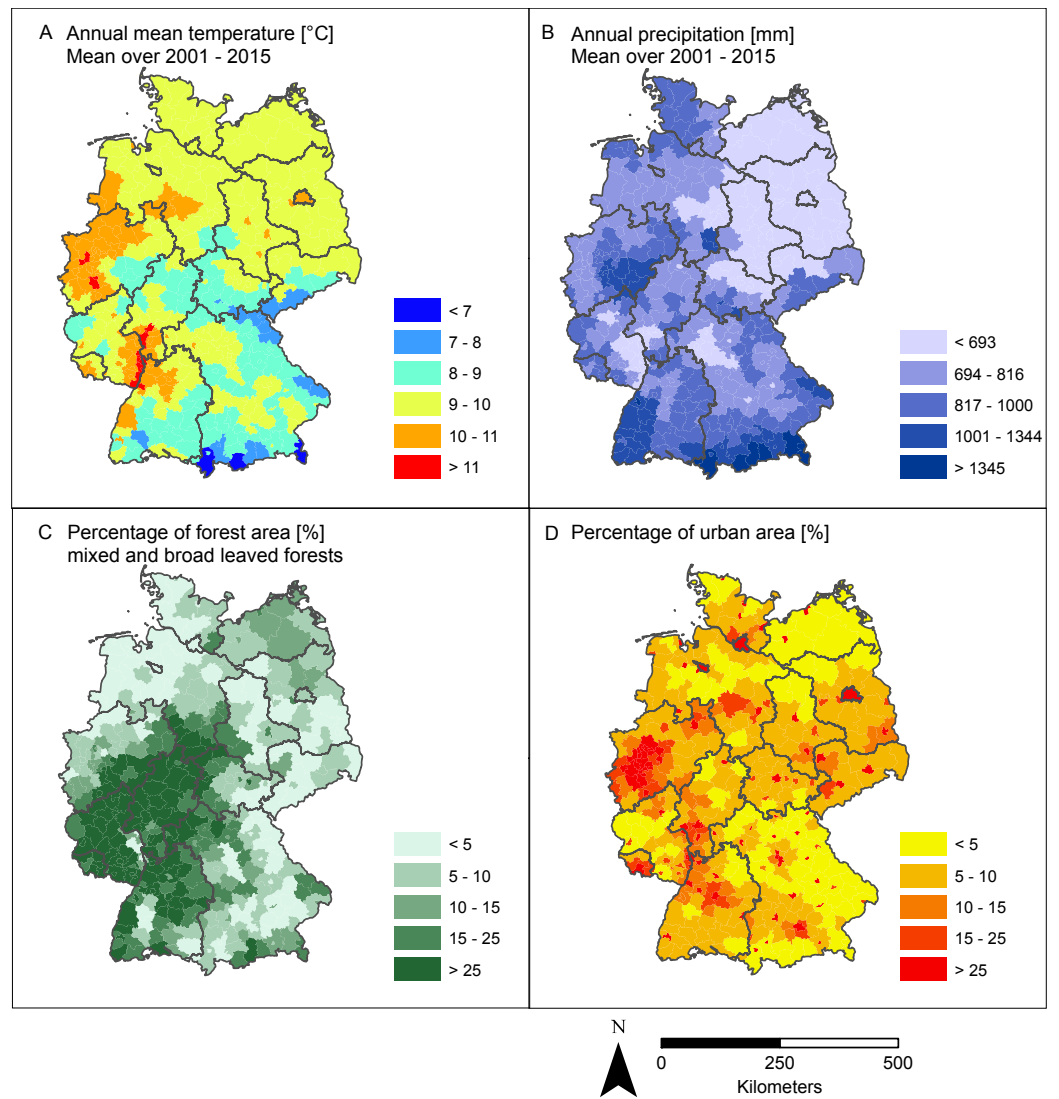 A Annual mean temperature [°C]
Mean over 2001 - 2015
< 7
7 - 8
8 - 9
9 - 10
10 - 11
> 11
B Annual precipitation [mm]
Mean over 2001 - 2015
< 693
694 - 816
817 - 1000
1001 - 1344
> 1345
C Percentage of forest area [%]
mixed and broad leaved forests
< 5
5 - 10
10 - 15
15 - 25
> 25
D Percentage of urban area [%]
< 5
5 - 10
10 - 15
15 - 25
> 25
N
0 250 500
Kilometers